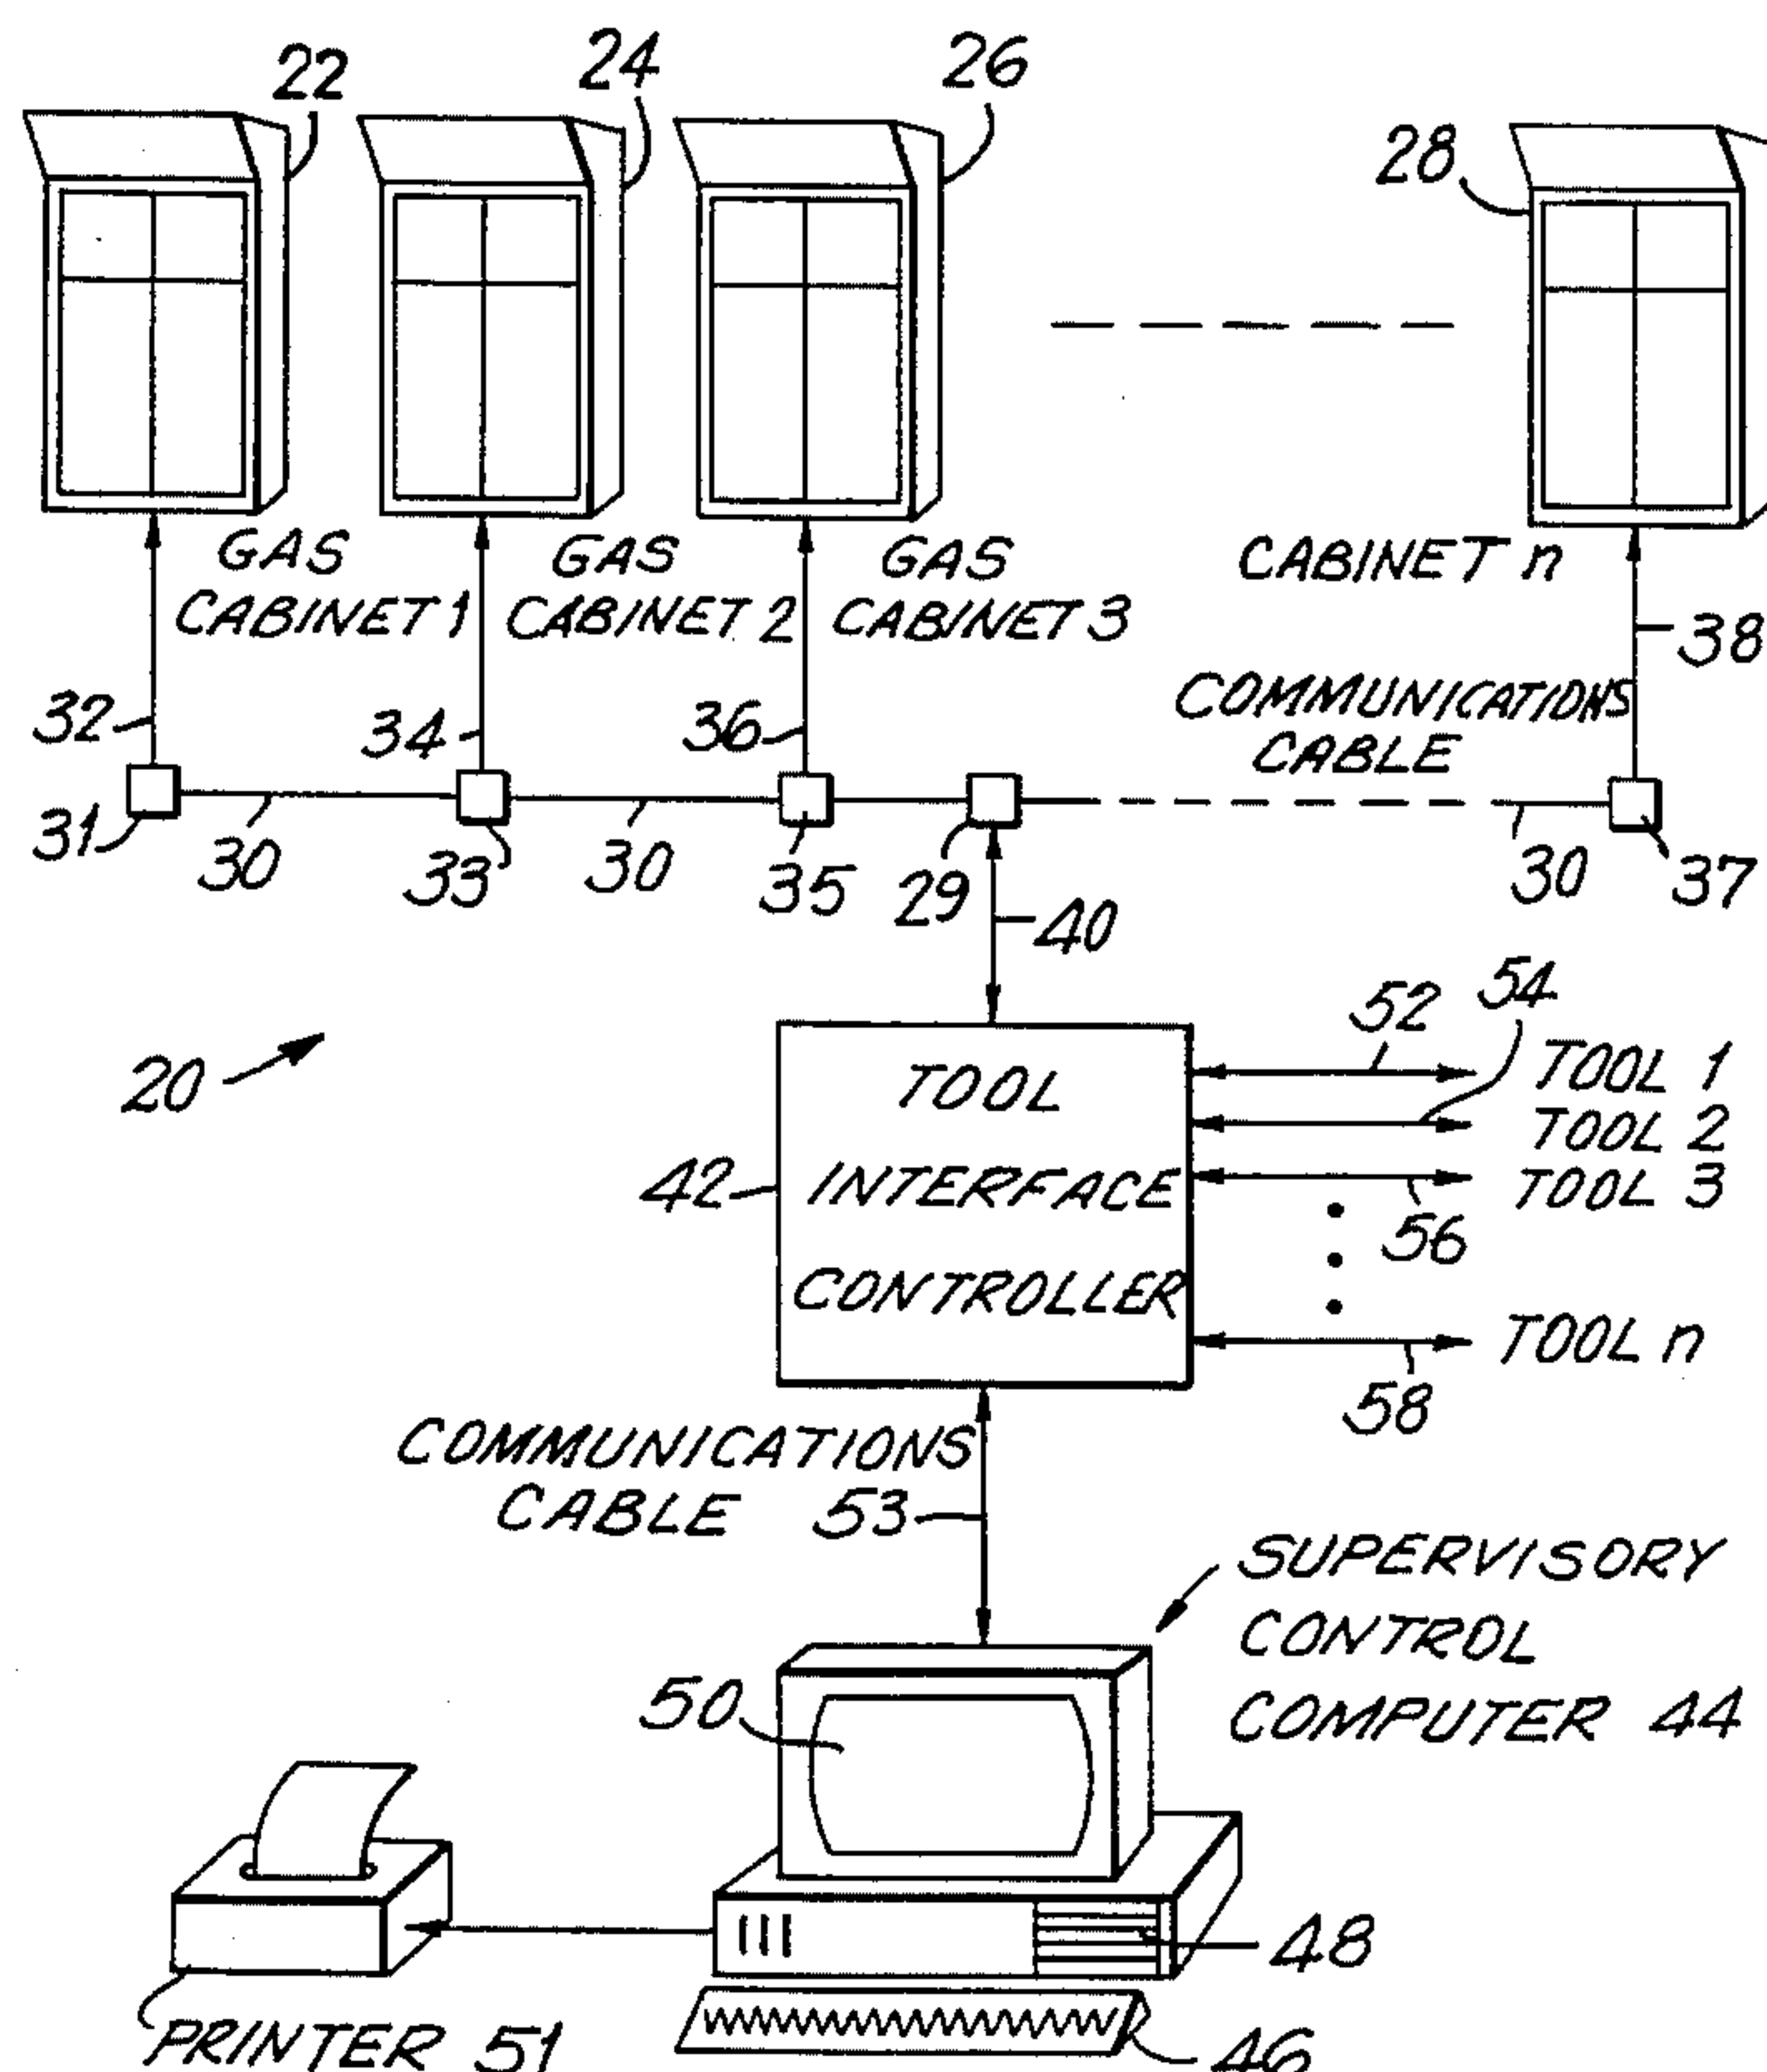 22
24
26
28
GAS
CABINET 1
GAS
CABINET 2
GAS
CABINET 3
CABINET n
38
COMMUNICATIONS
CABLE
32
34
36
31
30
33
30
35
29
30
37
40
20
42
TOOL
INTERFACE
CONTROLLER
52
54
TOOL 1
TOOL 2
TOOL 3
56
TOOL n
58
COMMUNICATIONS
CABLE 53
SUPERVISORY
CONTROL
COMPUTER 44
50
48
PRINTER 51
46